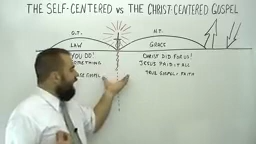 THE SELF-CENTERED VS THE CHRIST-CENTERED GOSPEL
O.T. N.T.
LAW GRACE
YOU DO! CHRIST DID FOR US!
SOMETHING JESUS PAID IT ALL
GOSPEL TRUE GOSPEL - FAITH